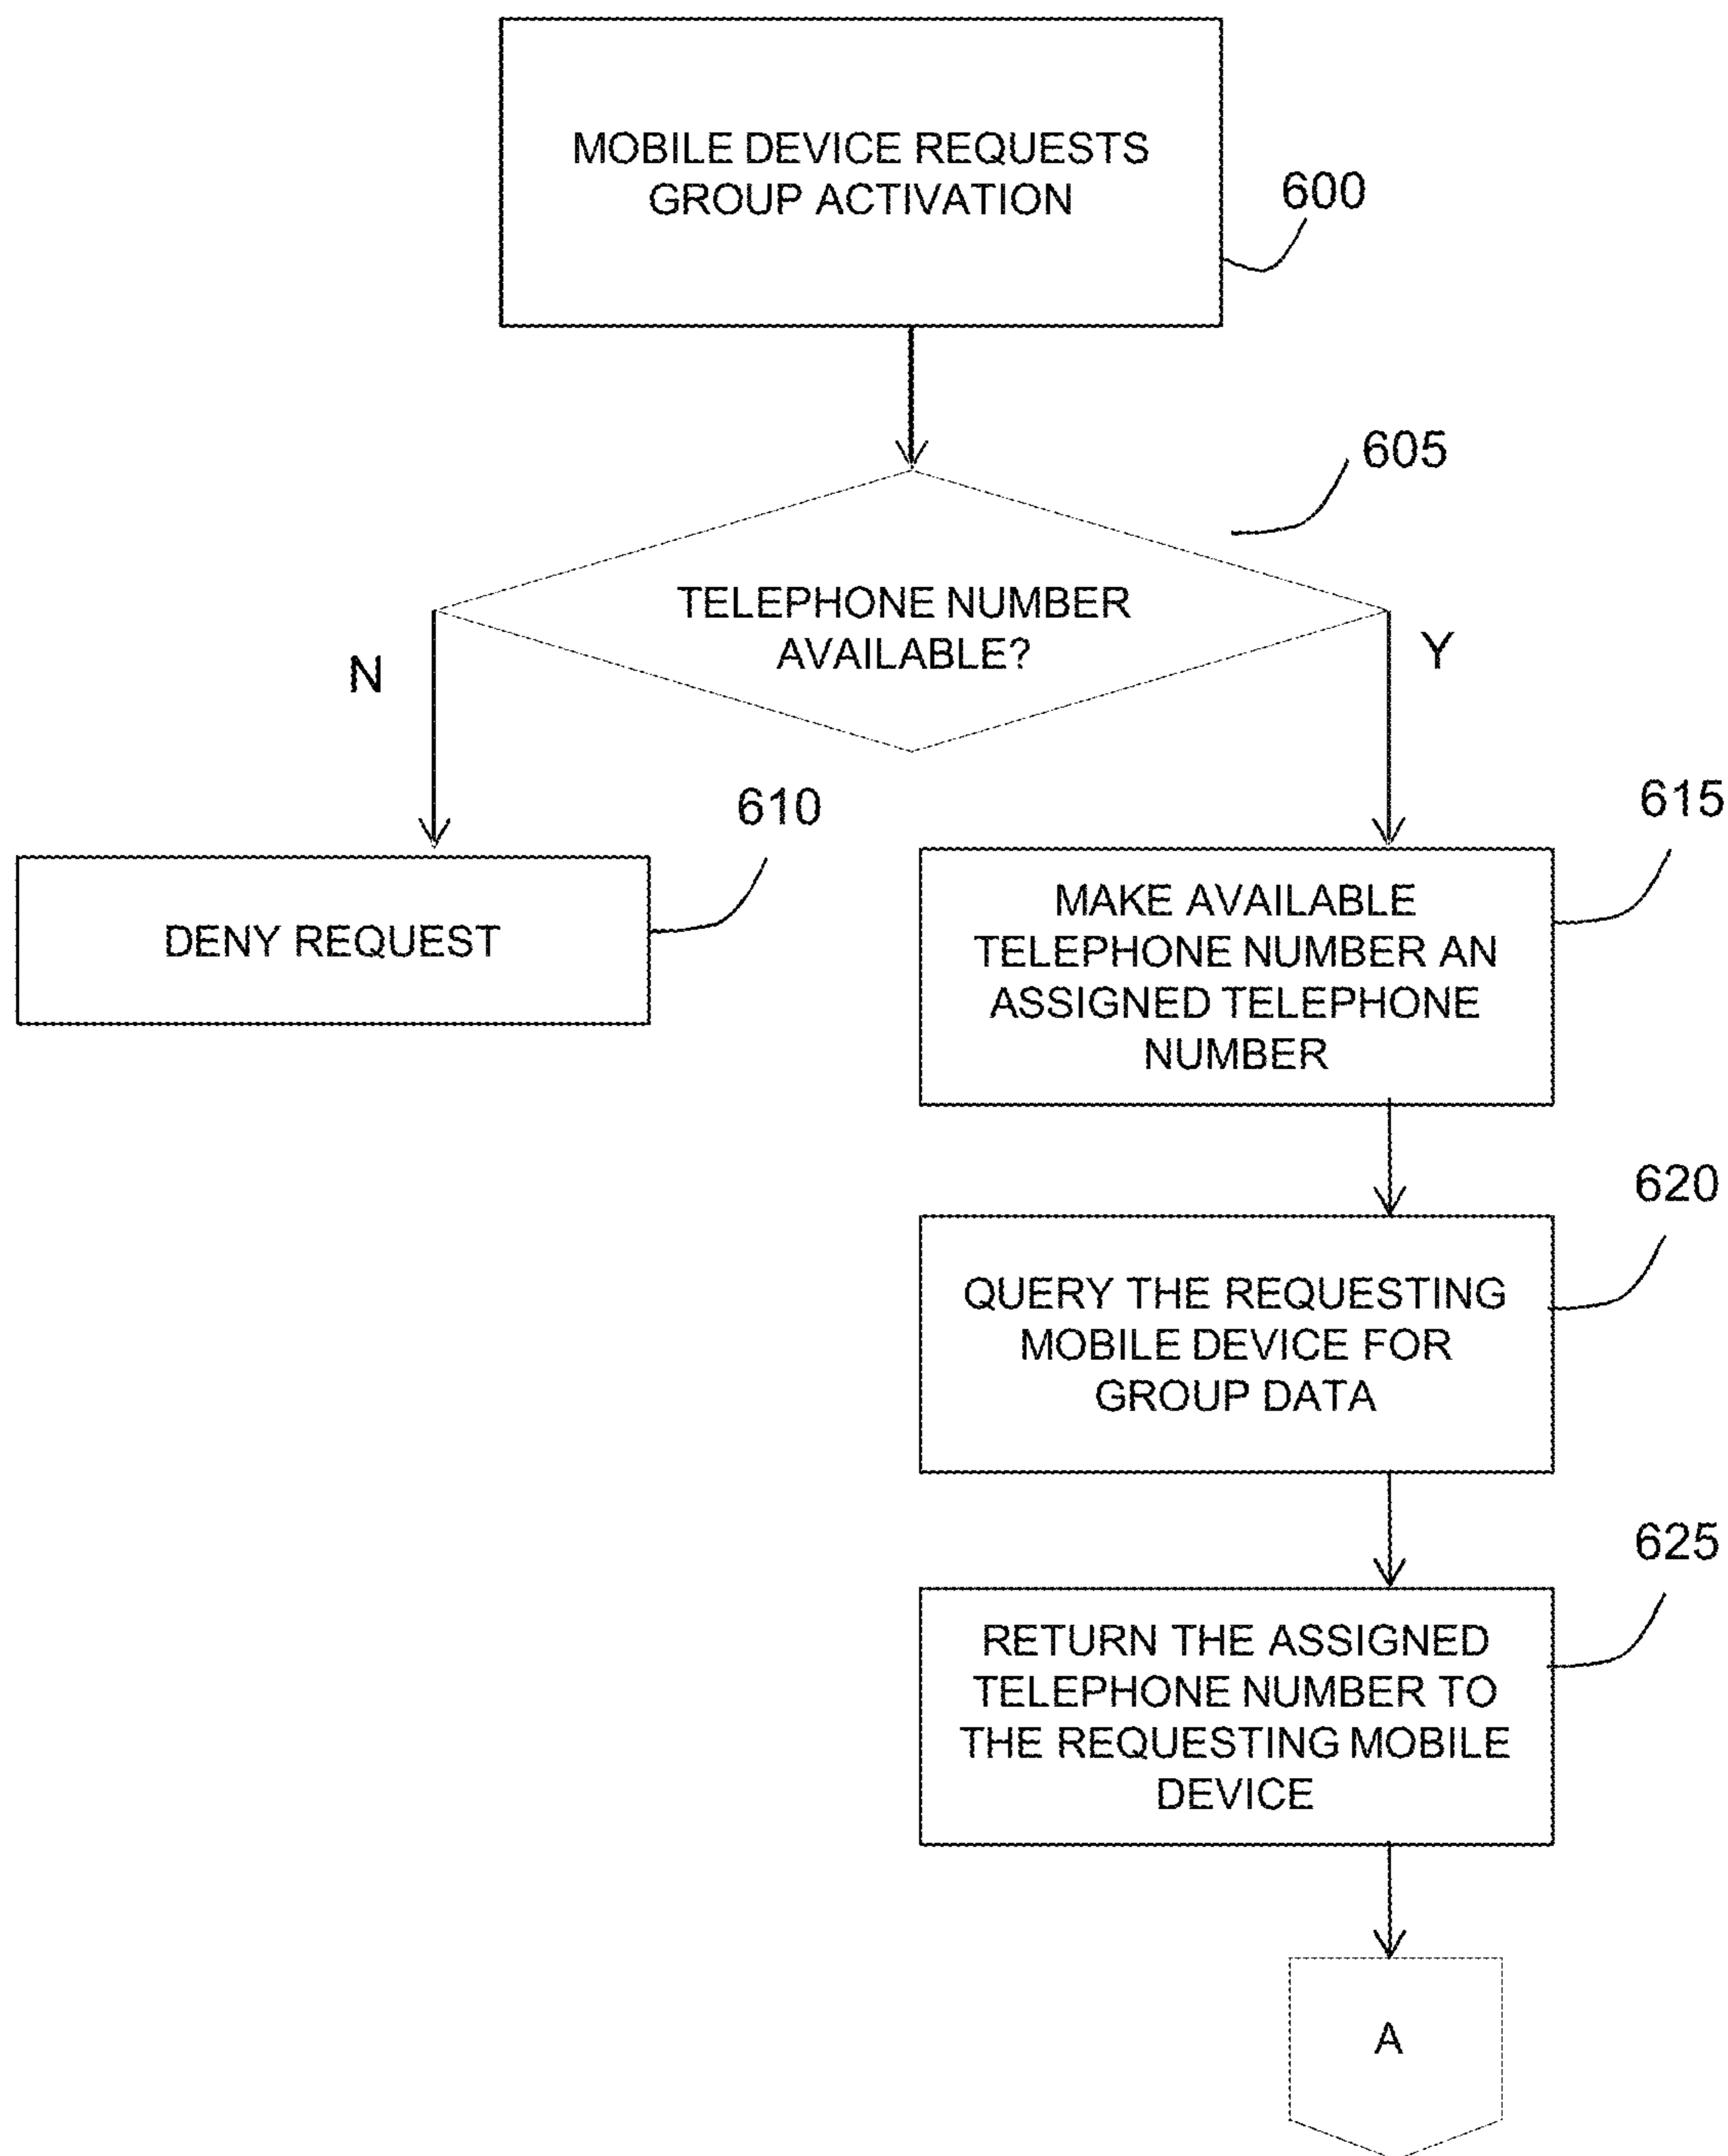 MOBILE DEVICE REQUESTS
GROUP ACTIVATION
600
605
TELEPHONE NUMBER
AVAILABLE?
N
Y
610
615
DENY REQUEST
MAKE AVAILABLE
TELEPHONE NUMBER AN
ASSIGNED TELEPHONE
NUMBER
620
QUERY THE REQUESTING
MOBILE DEVICE FOR
GROUP DATA
625
RETURN THE ASSIGNED
TELEPHONE NUMBER TO
THE REQUESTING MOBILE
DEVICE
A